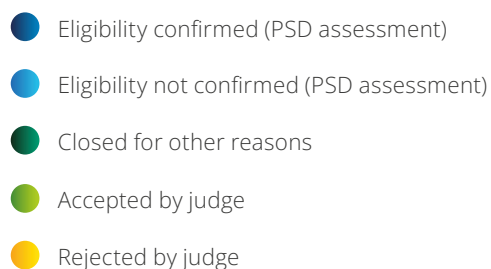 Eligibility confirmed (PSD assessment)
Eligibility not confirmed (PSD assessment)
Closed for other reasons
Accepted by judge
Rejected by judge